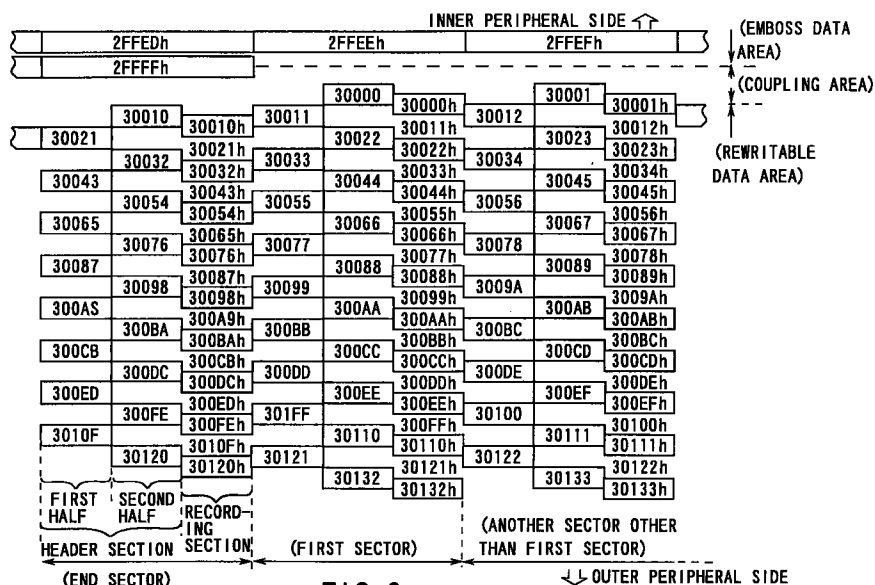 INNER PERIPHERAL SIDE
2FFEDh 2FFEEh 2FFEFh
(EMBOSS DATA
AREA)
2FFFFh
(COUPLING AREA)
30000 30001
30010 30000h 30001h
30011 30012
30010h 30011h 30012h
30021 30022 30023
30021h 30022h 30023h
(REWRITABLE
DATA AREA)
30032 30033 30034
30032h 30033h 30034h
30043 30044 30045
30043h 30044h 30045h
30054 30055 30056
30054h 30055h 30056h
30065 30066 30067
30065h 30066h 30067h
30076 30077 30078
30076h 30077h 30078h
30087 30088 30089
30087h 30088h 30089h
30098 30099 3009A
30098h 30099h 3009Ah
300AS 300AA 300AB
300A9h 300AAh 300ABh
300BA 300BB 300BC
300BAh 300BBh 300BCh
300CB 300CC 300CD
300CBh 300CCh 300CDh
300DC 300DD 300DE
300DCh 300DDh 300DEh
300ED 300EE 300EF
300EDh 300EEh 300EFh
300FE 301FF 30100
300FEh 300FFh 30100h
3010F 30110 30111
3010Fh 30110h 30111h
30120 30121 30122
30120h 30121h 30122h
30132 30133
30132h 30133h
FIRST
HALF
SECOND
HALF
RECORD-
ING
SECTION
HEADER SECTION
(FIRST SECTOR)
(ANOTHER SECTOR OTHER
THAN FIRST SECTOR)
(END SECTOR)
OUTER PERIPHERAL SIDE